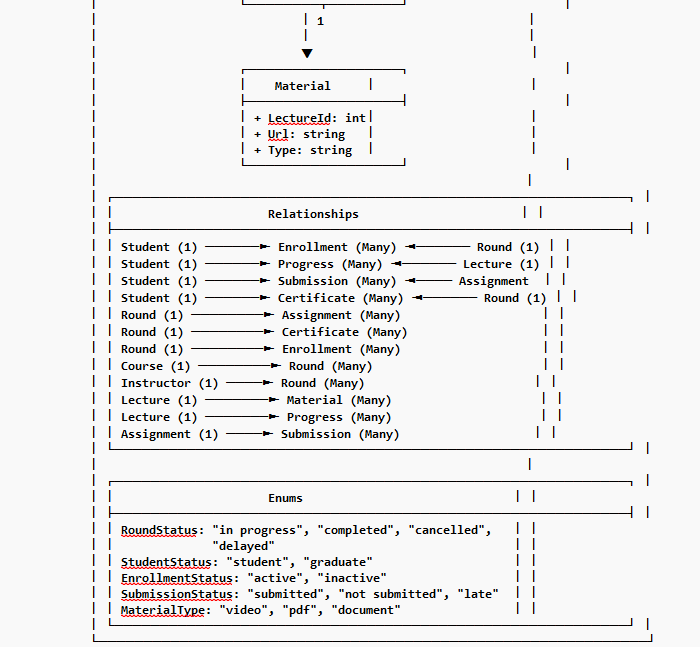 1
▼
Material
+ LectureId: int
+ Url: string
+ Type: string
Relationships
Student (1) ──────► Enrollment (Many) ◄────── Round (1)
Student (1) ──────► Progress (Many) ◄────── Lecture (1)
Student (1) ──────► Submission (Many) ◄───── Assignment
Student (1) ──────► Certificate (Many) ◄────── Round (1)
Round (1) ────────► Assignment (Many)
Round (1) ────────► Certificate (Many)
Round (1) ────────► Enrollment (Many)
Course (1) ────────► Round (Many)
Instructor (1) ────► Round (Many)
Lecture (1) ───────► Material (Many)
Lecture (1) ───────► Progress (Many)
Assignment (1) ────► Submission (Many)
Enums
RoundStatus: "in progress", "completed", "cancelled",
"delayed"
StudentStatus: "student", "graduate"
EnrollmentStatus: "active", "inactive"
SubmissionStatus: "submitted", "not submitted", "late"
MaterialType: "video", "pdf", "document"